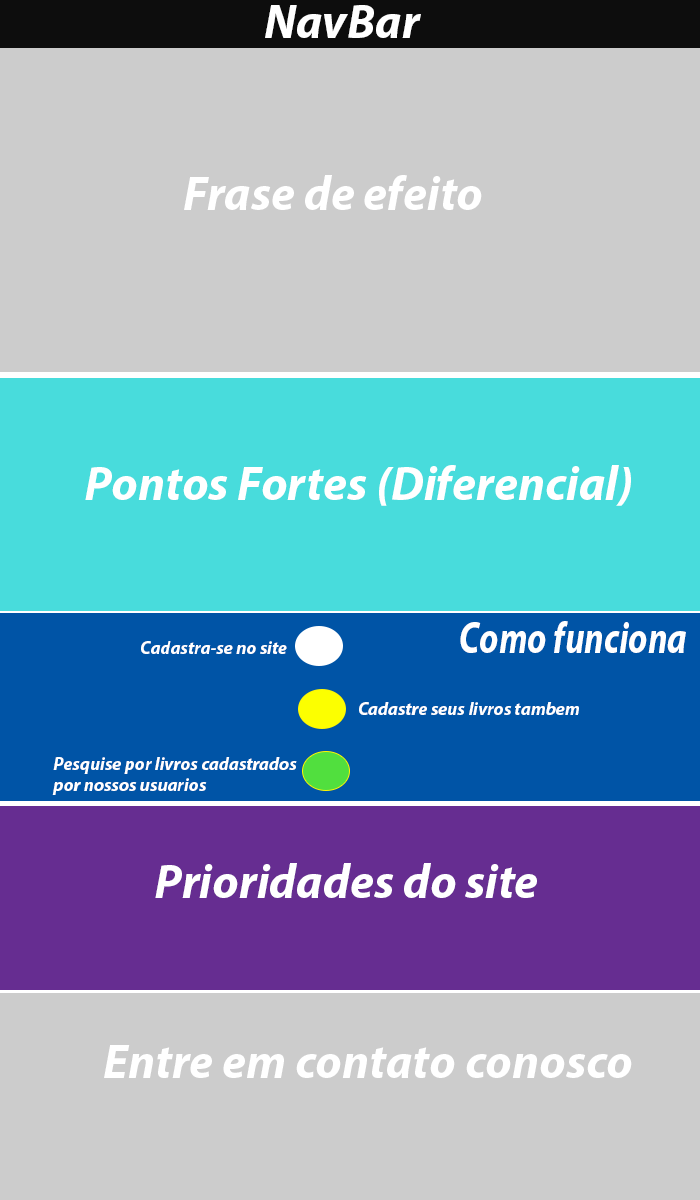 NavBar
Frase de efeito
Pontos Fortes (Diferencial)
Como funciona
Cadastra-se no site
Cadastre seus livros tambem
Pesquise por livros cadastrados
por nossos usuarios
Prioridades do site
Entre em contato conosco